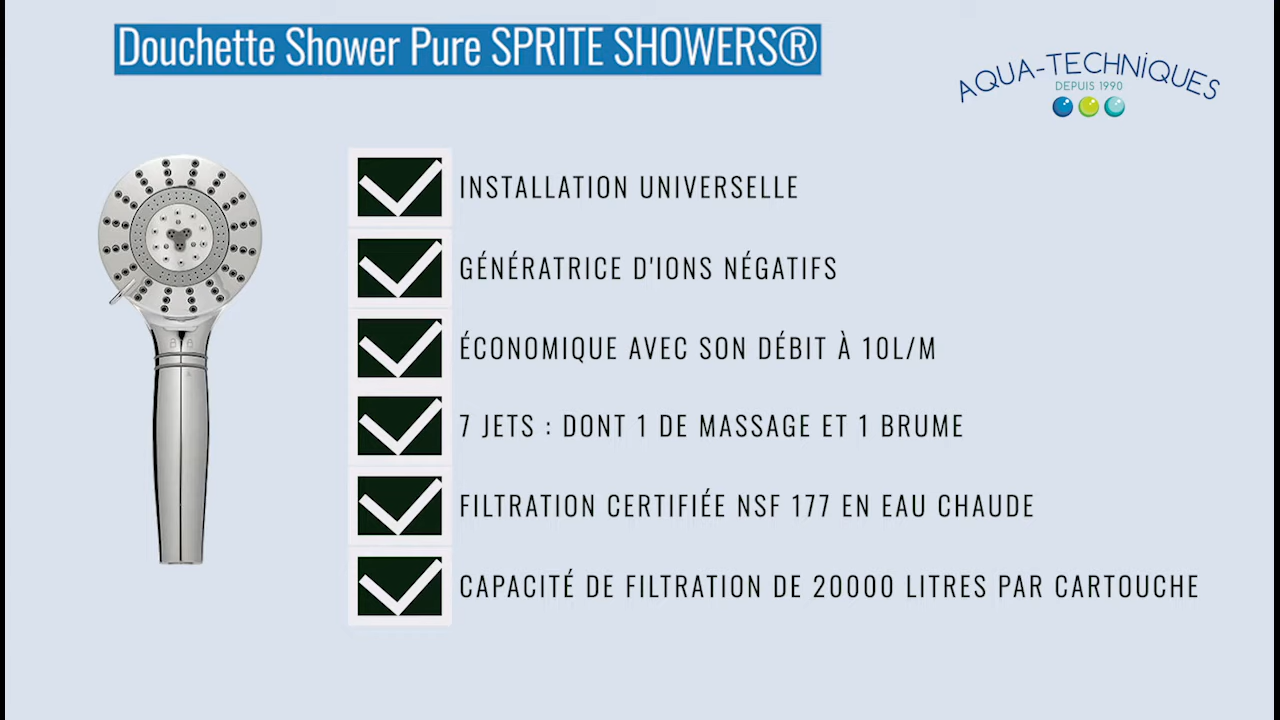 Douchette Shower Pure SPRITE SHOWERS®
AQUA-TECHNiQUES
DEPUIS 1990
INSTALLATION UNIVERSELLE
GÉNÉRATRICE D'IONS NÉGATIFS
ÉCONOMIQUE AVEC SON DÉBIT À 10L/M
7 JETS : DONT 1 DE MASSAGE ET 1 BRUME
FILTRATION CERTIFIÉE NSF 177 EN EAU CHAUDE
CAPACITÉ DE FILTRATION DE 20000 LITRES PAR CARTOUCHE